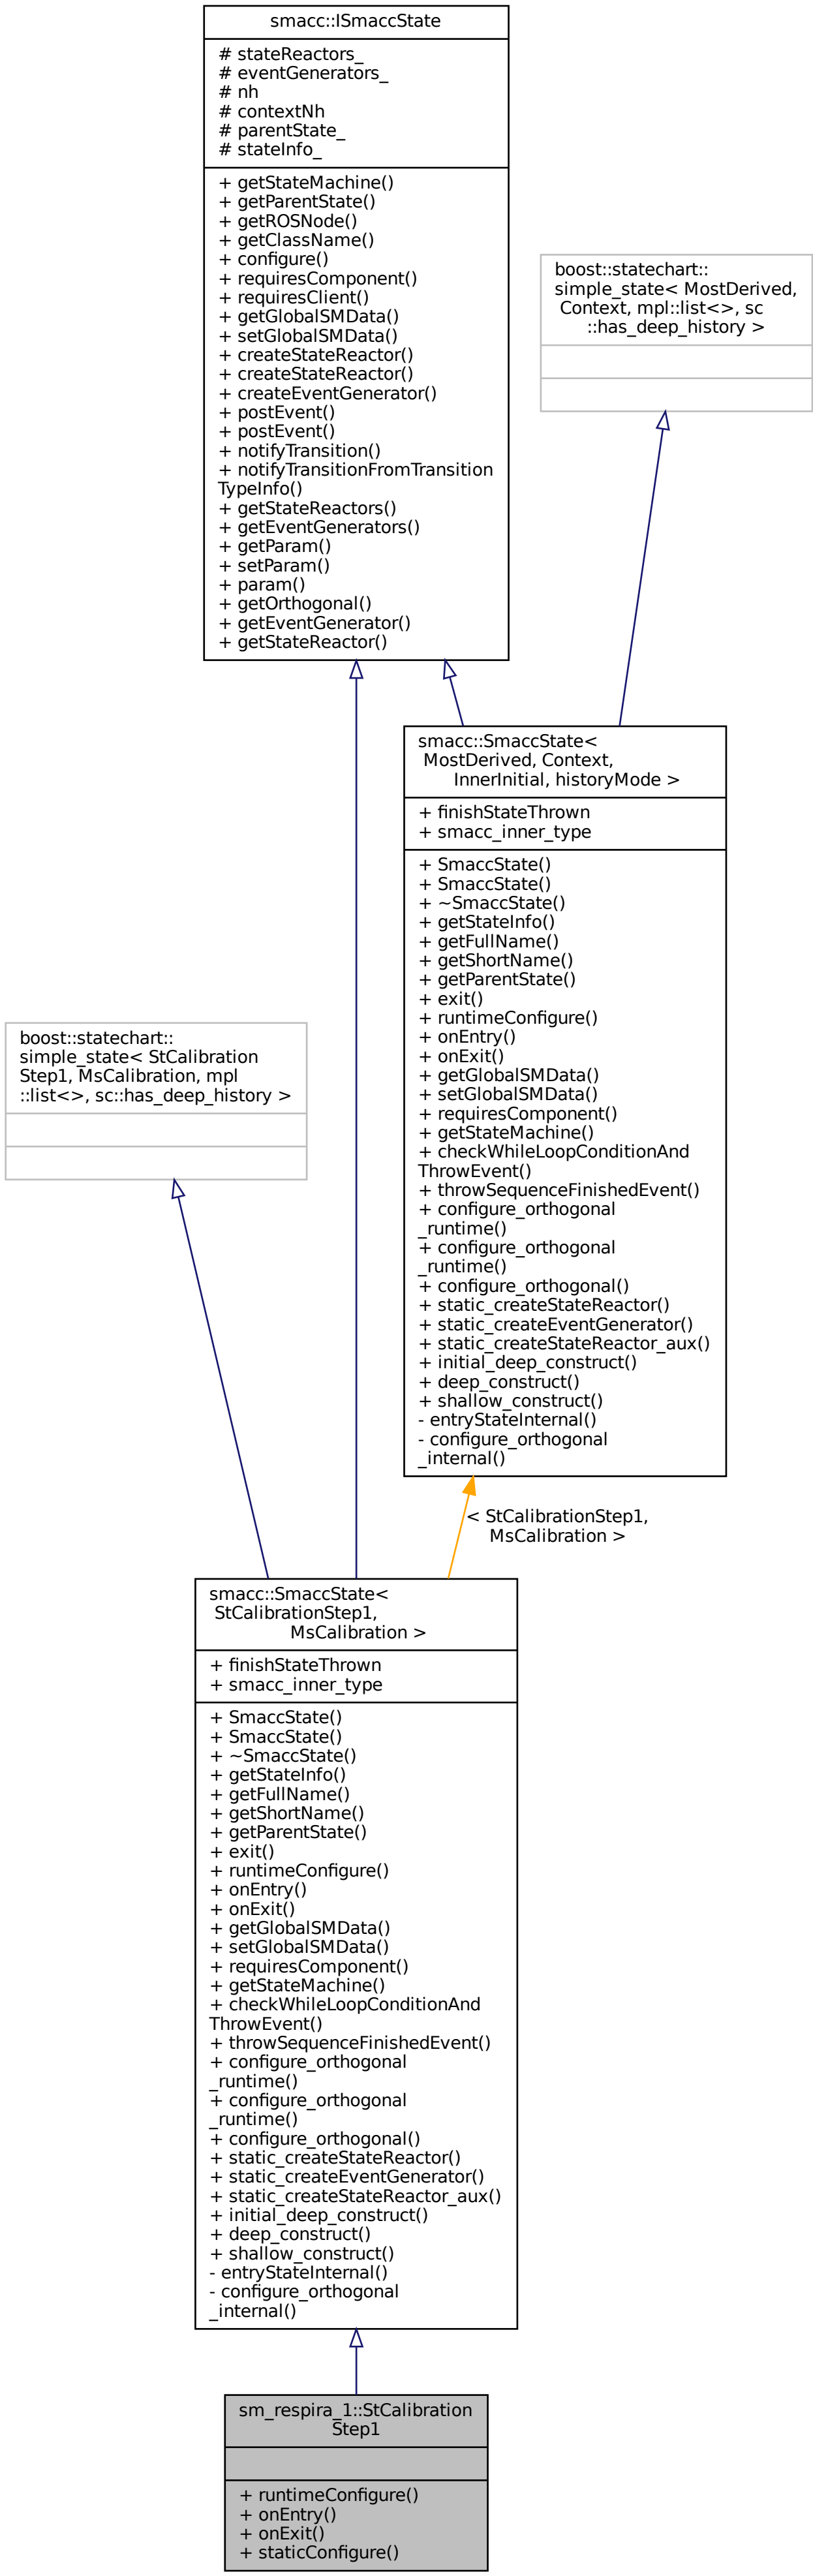 smacc::ISmaccState
# stateReactors_
# eventGenerators_
# nh
# contextNh
# parentState_
# stateInfo_
+ getStateMachine()
+ getParentState()
+ getROSNode()
+ getClassName()
+ configure()
+ requiresComponent()
+ requiresClient()
+ getGlobalSMData()
+ setGlobalSMData()
+ createStateReactor()
+ createStateReactor()
+ createEventGenerator()
+ postEvent()
+ postEvent()
+ notifyTransition()
+ notifyTransitionFromTransition
TypeInfo()
+ getStateReactors()
+ getEventGenerators()
+ getParam()
+ setParam()
+ param()
+ getOrthogonal()
+ getEventGenerator()
+ getStateReactor()
boost::statechart::
simple_state< MostDerived,
Context, mpl::list<>, sc
::has_deep_history >
smacc::SmaccState<
MostDerived, Context,
InnerInitial, historyMode >
+ finishStateThrown
+ smacc_inner_type
+ SmaccState()
+ SmaccState()
+ ~SmaccState()
+ getStateInfo()
+ getFullName()
+ getShortName()
+ getParentState()
+ exit()
+ runtimeConfigure()
+ onEntry()
+ onExit()
+ getGlobalSMData()
+ setGlobalSMData()
+ requiresComponent()
+ getStateMachine()
+ checkWhileLoopConditionAnd
ThrowEvent()
+ throwSequenceFinishedEvent()
+ configure_orthogonal
_runtime()
+ configure_orthogonal
_runtime()
+ configure_orthogonal()
+ static_createStateReactor()
+ static_createEventGenerator()
+ static_createStateReactor_aux()
+ initial_deep_construct()
+ deep_construct()
+ shallow_construct()
- entryStateInternal()
- configure_orthogonal
_internal()
boost::statechart::
simple_state< StCalibration
Step1, MsCalibration, mpl
::list<>, sc::has_deep_history >
< StCalibrationStep1,
MsCalibration >
smacc::SmaccState<
StCalibrationStep1,
MsCalibration >
+ finishStateThrown
+ smacc_inner_type
+ SmaccState()
+ SmaccState()
+ ~SmaccState()
+ getStateInfo()
+ getFullName()
+ getShortName()
+ getParentState()
+ exit()
+ runtimeConfigure()
+ onEntry()
+ onExit()
+ getGlobalSMData()
+ setGlobalSMData()
+ requiresComponent()
+ getStateMachine()
+ checkWhileLoopConditionAnd
ThrowEvent()
+ throwSequenceFinishedEvent()
+ configure_orthogonal
_runtime()
+ configure_orthogonal
_runtime()
+ configure_orthogonal()
+ static_createStateReactor()
+ static_createEventGenerator()
+ static_createStateReactor_aux()
+ initial_deep_construct()
+ deep_construct()
+ shallow_construct()
- entryStateInternal()
- configure_orthogonal
_internal()
sm_respira_1::StCalibration
Step1
+ runtimeConfigure()
+ onEntry()
+ onExit()
+ staticConfigure()